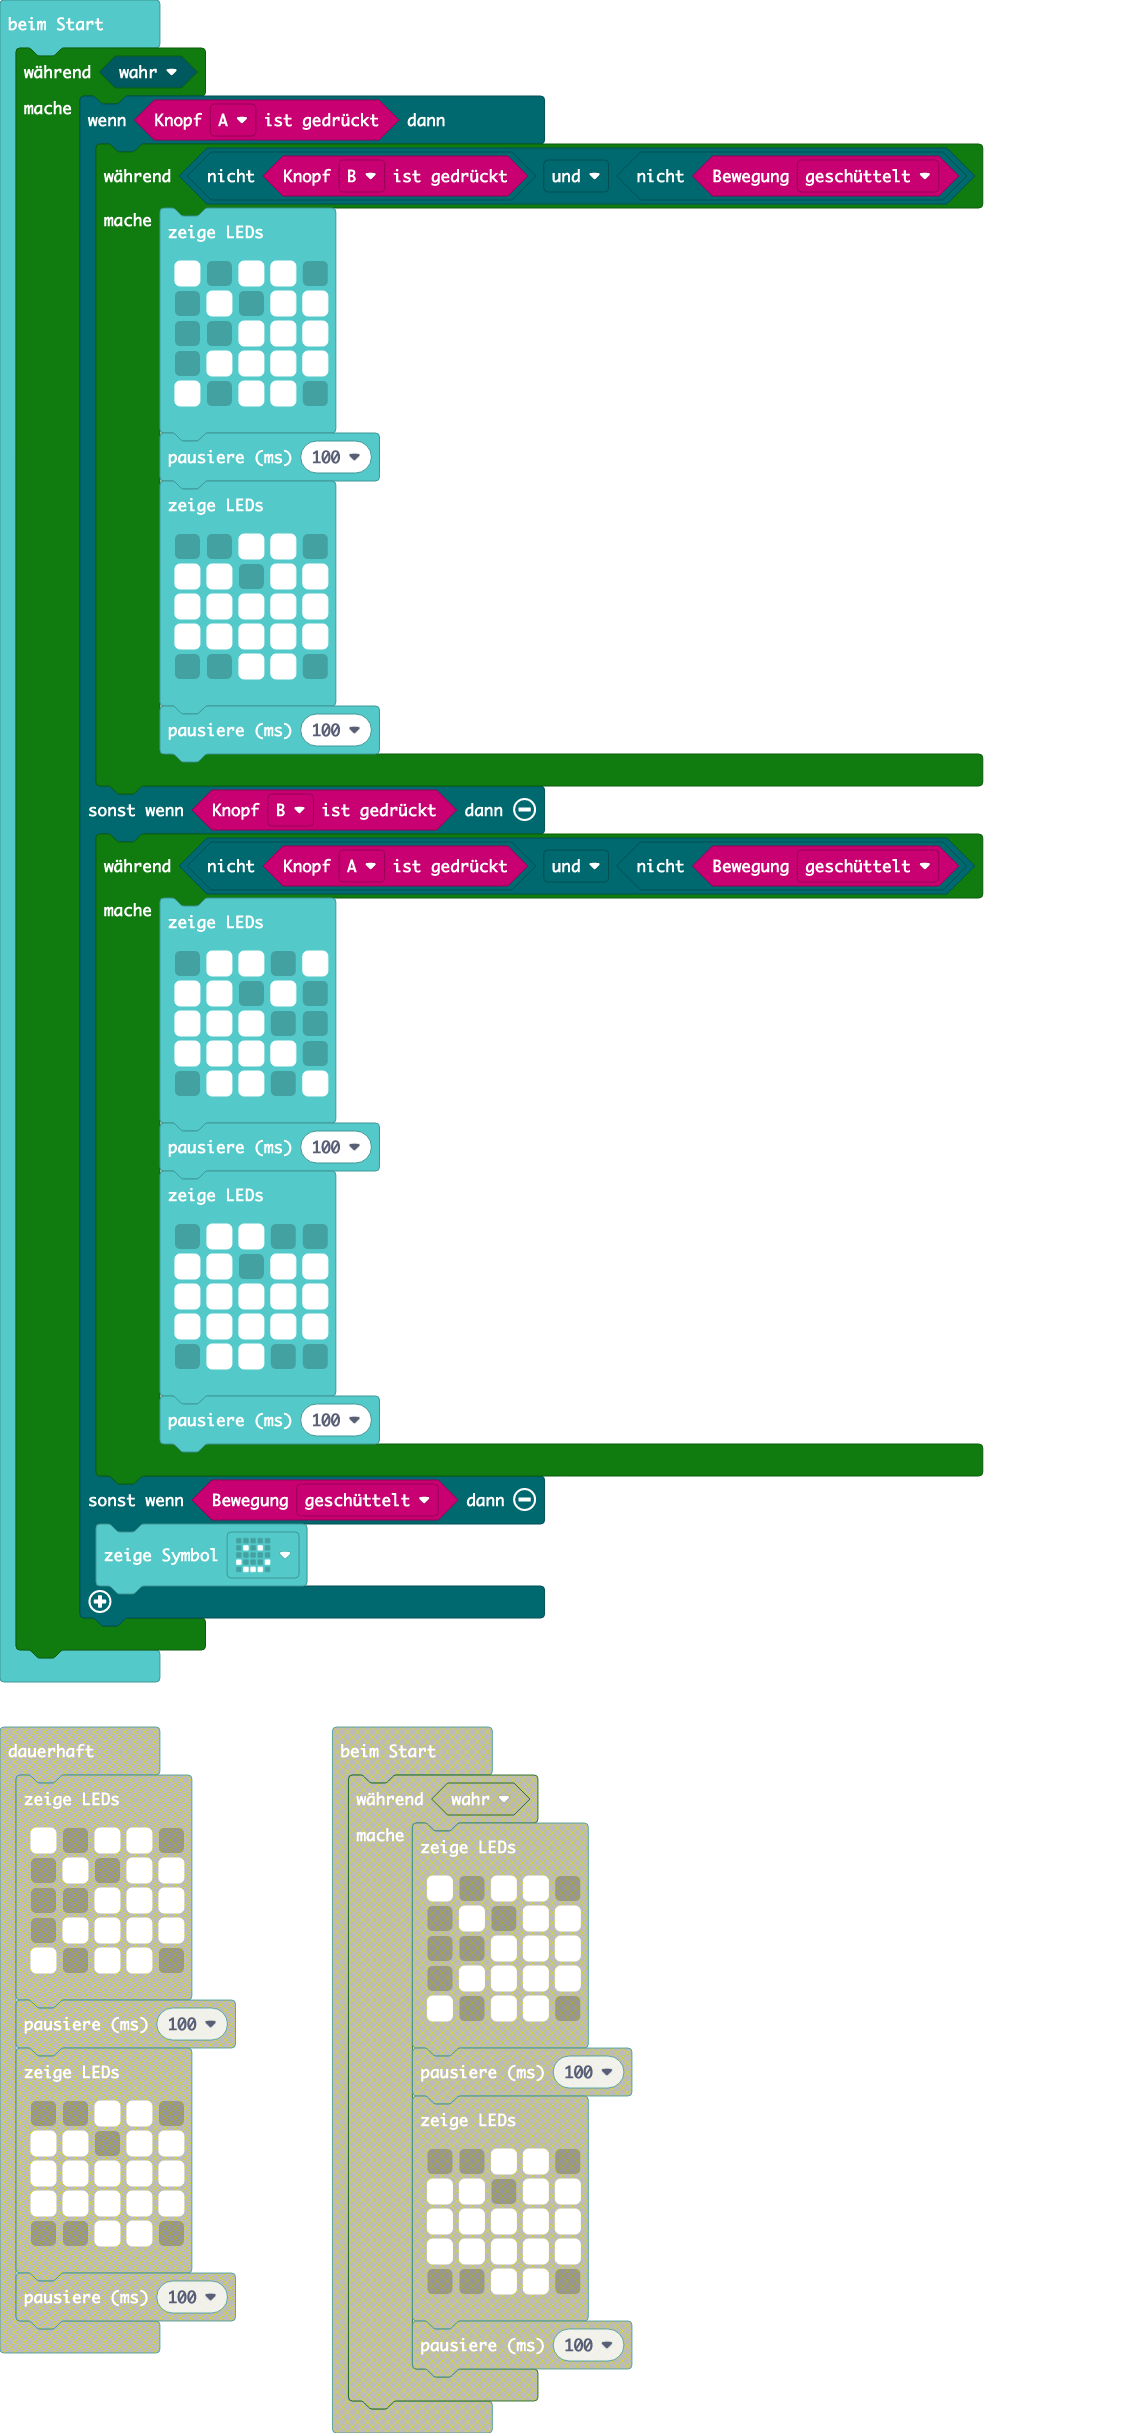 beim Start
während wahr
mache wenn Knopf A ist gedrückt dann
während nicht Knopf B ist gedrückt und nicht Bewegung geschüttelt
mache zeige LEDs
pausiere (ms) 100
zeige LEDs
pausiere (ms) 100
sonst wenn Knopf B ist gedrückt dann
während nicht Knopf A ist gedrückt und nicht Bewegung geschüttelt
mache zeige LEDs
pausiere (ms) 100
zeige LEDs
pausiere (ms) 100
sonst wenn Bewegung geschüttelt dann
zeige Symbol
dauerhaft
zeige LEDs
pausiere (ms) 100
zeige LEDs
pausiere (ms) 100
beim Start
während wahr
mache zeige LEDs
pausiere (ms) 100
zeige LEDs
pausiere (ms) 100